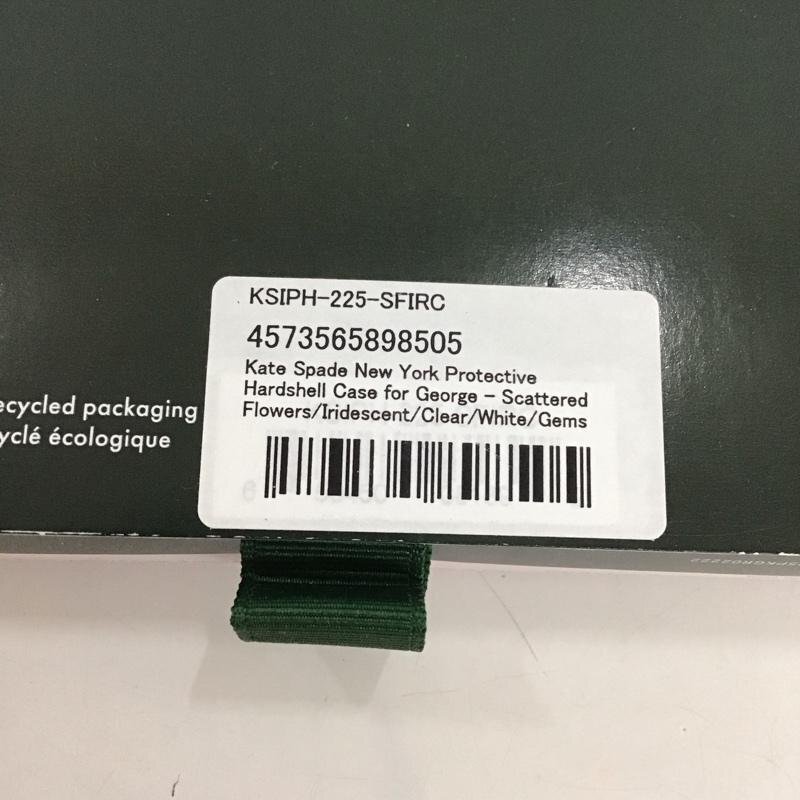 KSIPH-225-SFIRC
4573565898505
Kate Spade New York Protective
Hardshell Case for George - Scattered
Flowers/Iridescent/Clear/White/Gems
ecycled packaging
yclé écologique